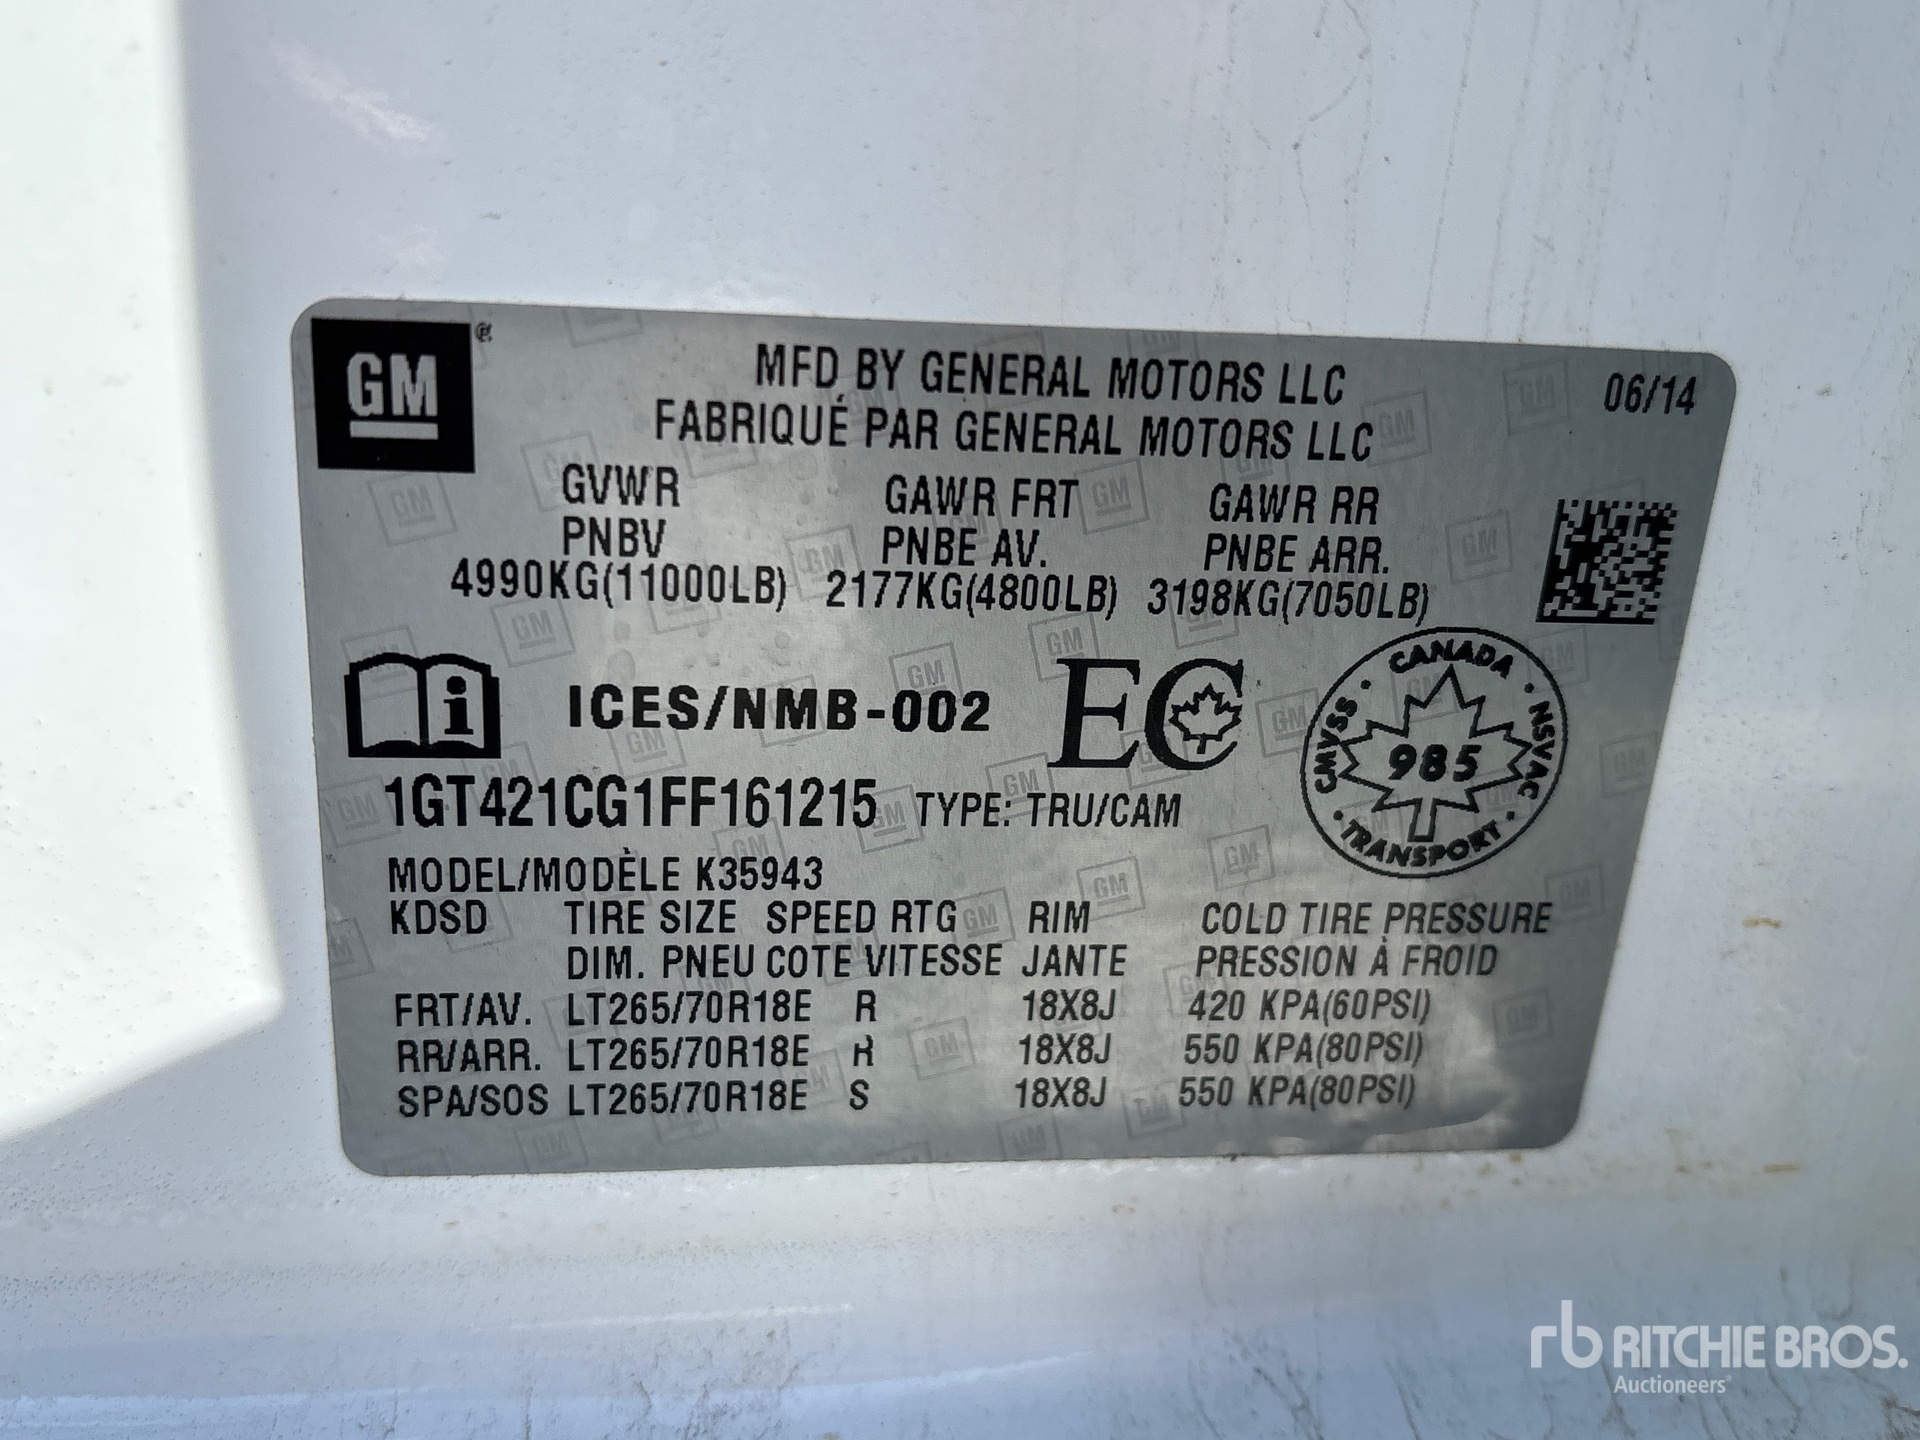 GM
MFD BY GENERAL MOTORS LLC 06/14
FABRIQUÉ PAR GENERAL MOTORS LLC
GVWR GAWR FRT GAWR RR
PNBV PNBE AV. PNBE ARR.
4990KG(11000LB) 2177KG(4800LB) 3198KG(7050LB)
i ICES/NMB-002 EC
CANADA · NSVAC · TRANSPORT · CMVSS ·
985
1GT421CG1FF161215 TYPE: TRU/CAM
MODEL/MODÈLE K35943
KDSD TIRE SIZE SPEED RTG RIM COLD TIRE PRESSURE
DIM. PNEU COTE VITESSE JANTE PRESSION À FROID
FRT/AV. LT265/70R18E R 18X8J 420 KPA(60PSI)
RR/ARR. LT265/70R18E R 18X8J 550 KPA(80PSI)
SPA/SOS LT265/70R18E S 18X8J 550 KPA(80PSI)
rb RITCHIE BROS.
Auctioneers